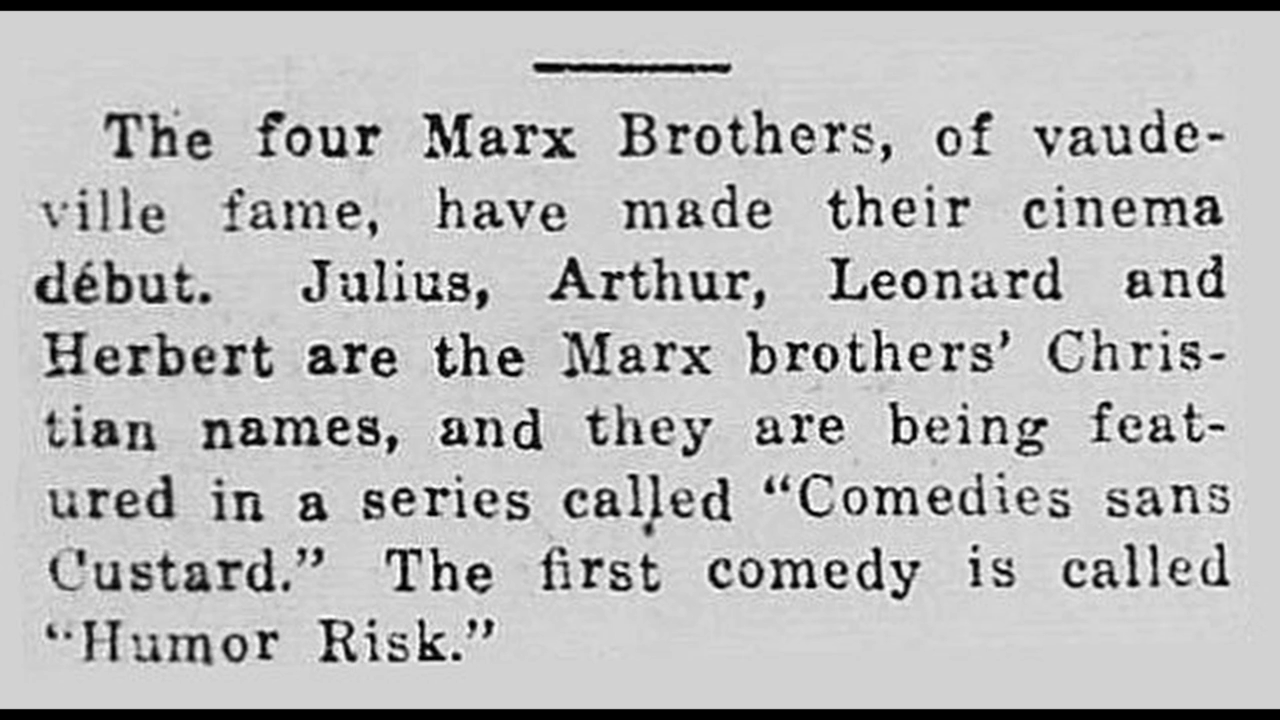 The four Marx Brothers, of vaude-
ville fame, have made their cinema
début. Julius, Arthur, Leonard and
Herbert are the Marx brothers' Chris-
tian names, and they are being feat-
ured in a series called "Comedies sans
Custard." The first comedy is called
"Humor Risk."